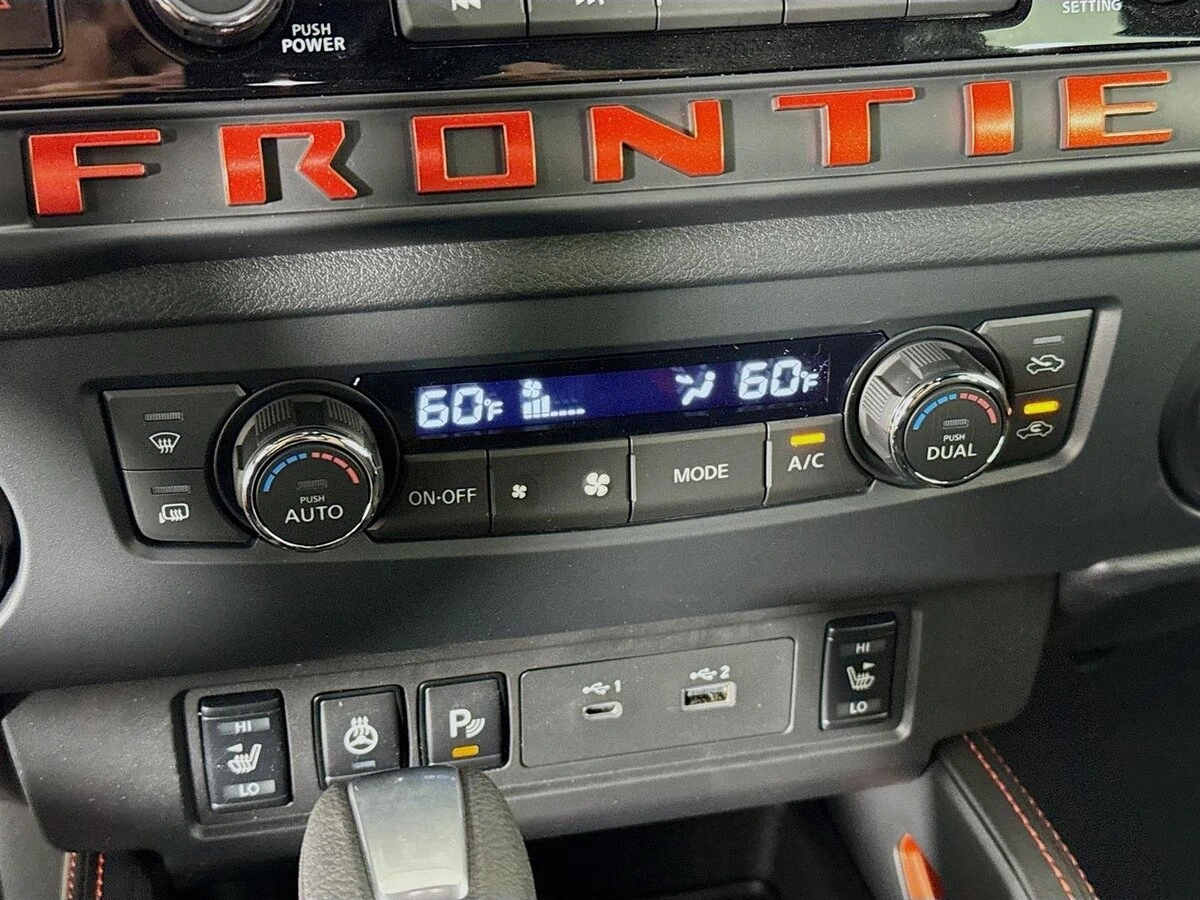 PUSH
POWER
SETTING
FRONTIE
60°F
60°F
PUSH
AUTO
ON·OFF
MODE
A/C
PUSH
DUAL
HI
LO
P
1
2
HI
LO